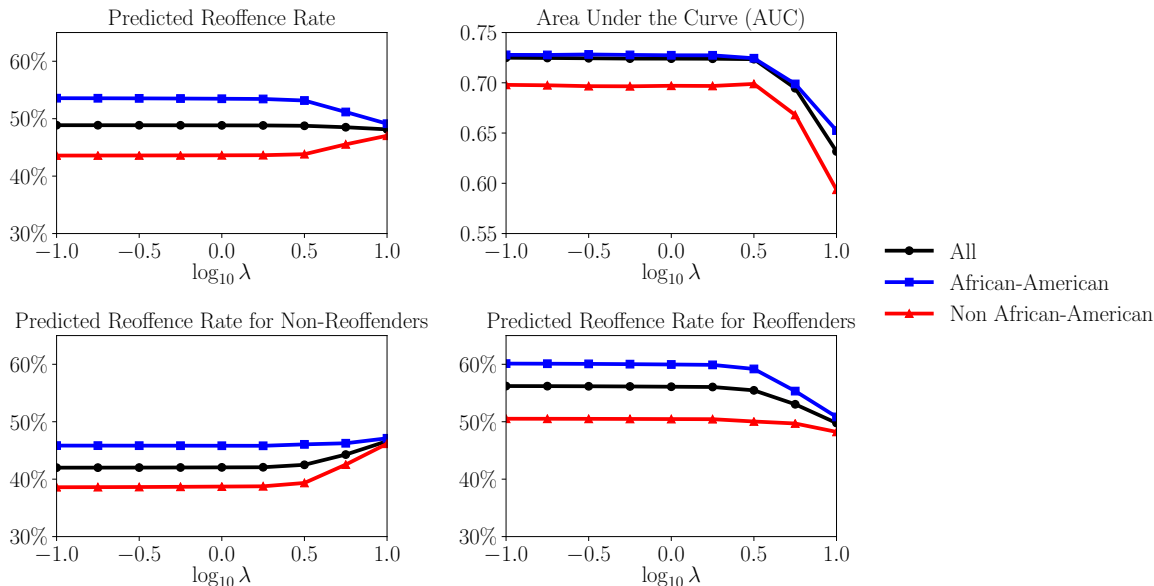 Predicted Reoffence Rate
60%
50%
40%
30%
−1.0 −0.5 0.0 0.5 1.0
log₁₀ λ
Area Under the Curve (AUC)
0.75
0.70
0.65
0.60
0.55
−1.0 −0.5 0.0 0.5 1.0
log₁₀ λ
Predicted Reoffence Rate for Non-Reoffenders
60%
50%
40%
30%
−1.0 −0.5 0.0 0.5 1.0
log₁₀ λ
Predicted Reoffence Rate for Reoffenders
60%
50%
40%
30%
−1.0 −0.5 0.0 0.5 1.0
log₁₀ λ
All
African-American
Non African-American